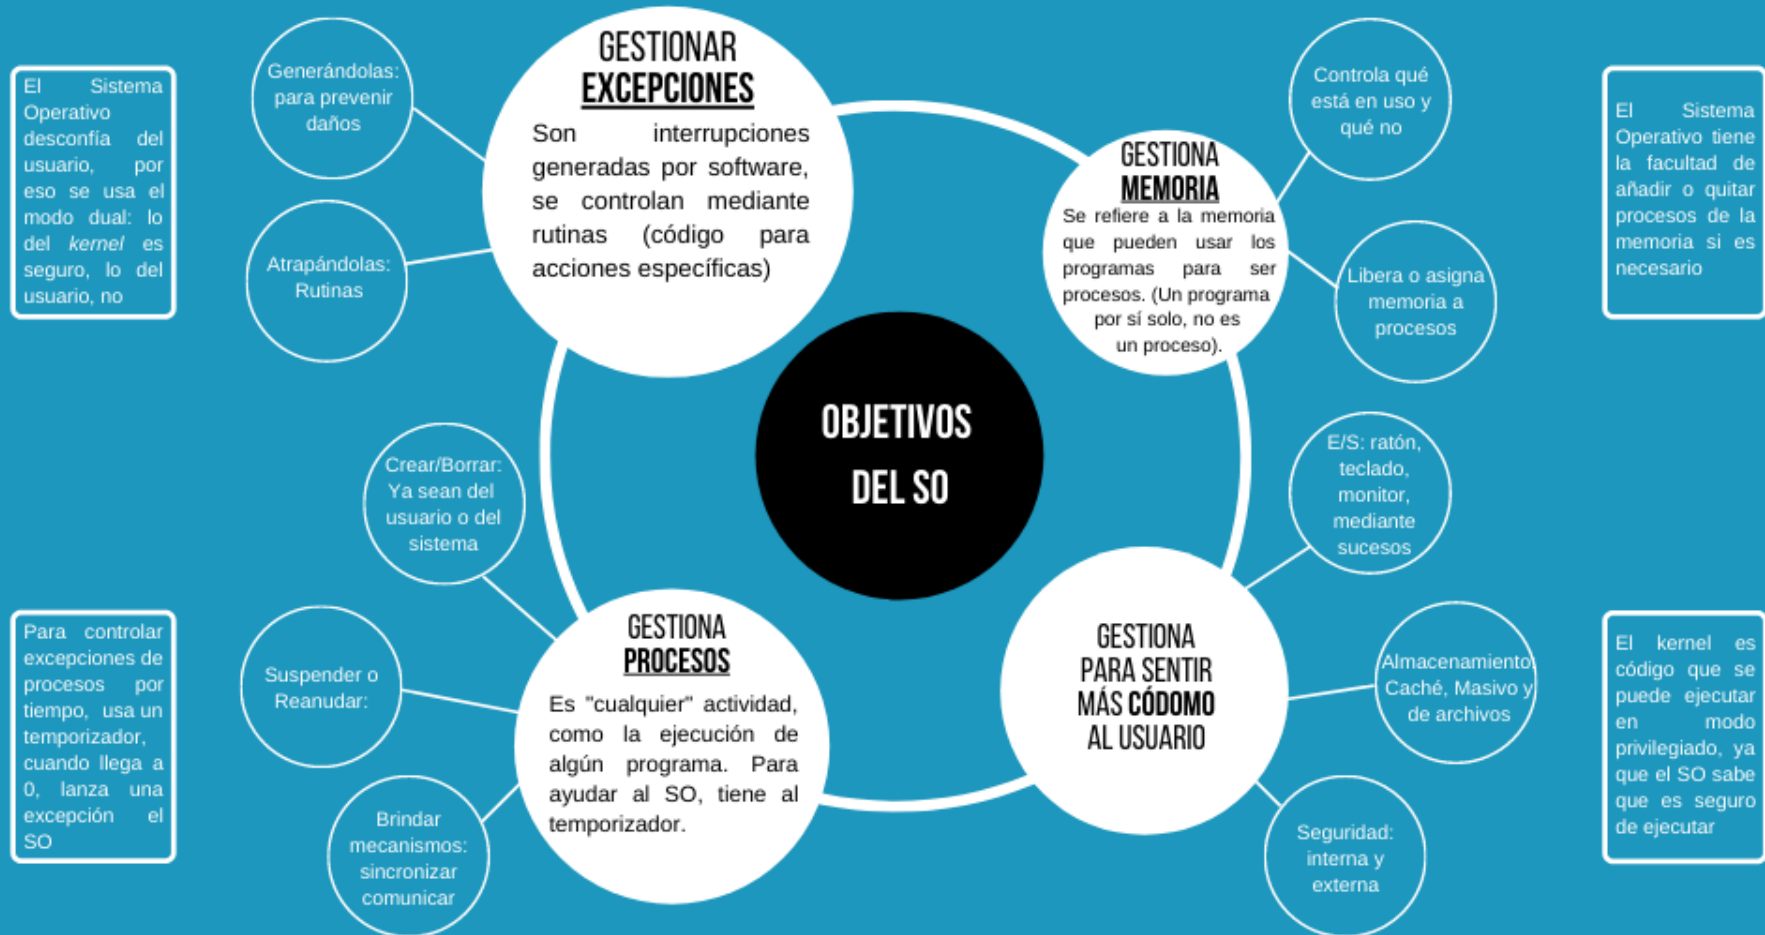 El Sistema
Operativo
desconfía del
usuario, por
eso se usa el
modo dual: lo
del kernel es
seguro, lo del
usuario, no
Generándolas:
para prevenir
daños
Atrapándolas:
Rutinas
GESTIONAR
EXCEPCIONES
Son interrupciones
generadas por software,
se controlan mediante
rutinas (código para
acciones específicas)
GESTIONA
MEMORIA
Se refiere a la memoria
que pueden usar los
programas para ser
procesos. (Un programa
por sí solo, no es
un proceso).
Controla qué
está en uso y
qué no
Libera o asigna
memoria a
procesos
El Sistema
Operativo tiene
la facultad de
añadir o quitar
procesos de la
memoria si es
necesario
OBJETIVOS
DEL SO
Para controlar
excepciones de
procesos por
tiempo, usa un
temporizador,
cuando llega a
0, lanza una
excepción el
SO
Crear/Borrar:
Ya sean del
usuario o del
sistema
Suspender o
Reanudar:
Brindar
mecanismos:
sincronizar
comunicar
GESTIONA
PROCESOS
Es "cualquier" actividad,
como la ejecución de
algún programa. Para
ayudar al SO, tiene al
temporizador.
GESTIONA
PARA SENTIR
MÁS CÓDOMO
AL USUARIO
E/S: ratón,
teclado,
monitor,
mediante
sucesos
Almacenamiento:
Caché, Masivo y
de archivos
Seguridad:
interna y
externa
El kernel es
código que se
puede ejecutar
en modo
privilegiado, ya
que el SO sabe
que es seguro
de ejecutar